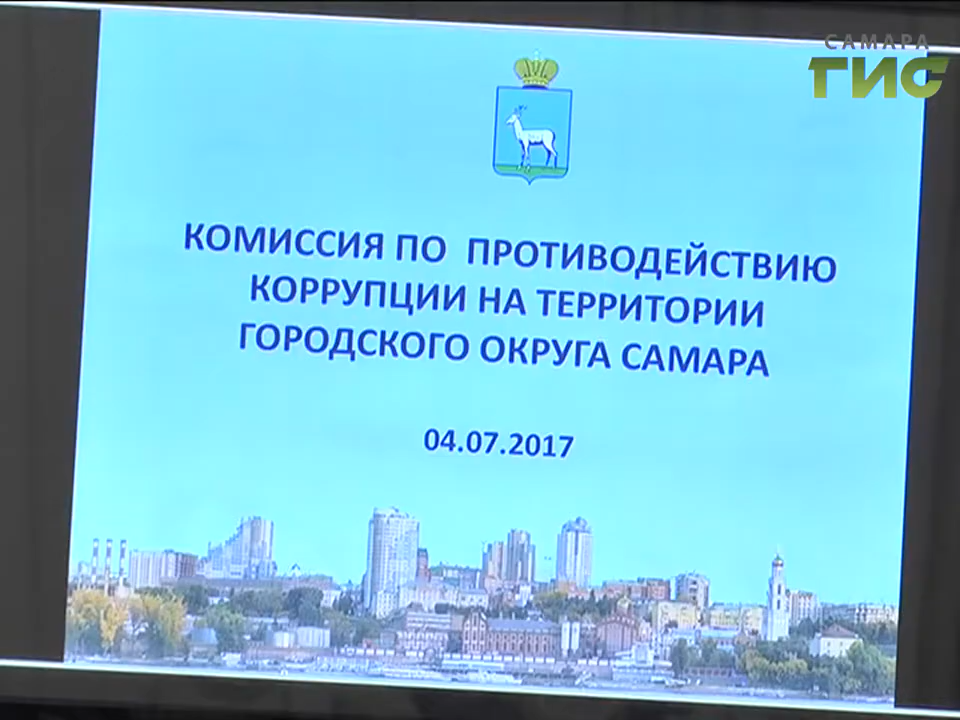 САМАРА
ГИС
КОМИССИЯ ПО ПРОТИВОДЕЙСТВИЮ
КОРРУПЦИИ НА ТЕРРИТОРИИ
ГОРОДСКОГО ОКРУГА САМАРА
04.07.2017